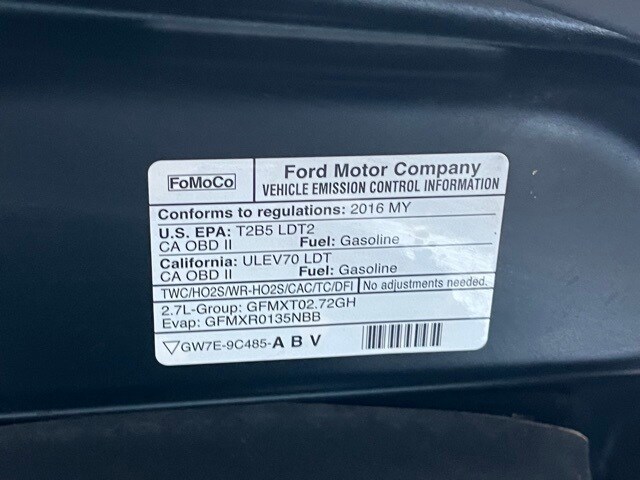 FoMoCo
Ford Motor Company
VEHICLE EMISSION CONTROL INFORMATION
Conforms to regulations: 2016 MY
U.S. EPA: T2B5 LDT2
CA OBD II Fuel: Gasoline
California: ULEV70 LDT
CA OBD II Fuel: Gasoline
TWC/HO2S/WR-HO2S/CAC/TC/DFI No adjustments needed.
2.7L-Group: GFMXT02.72GH
Evap: GFMXR0135NBB
GW7E-9C485-A B V